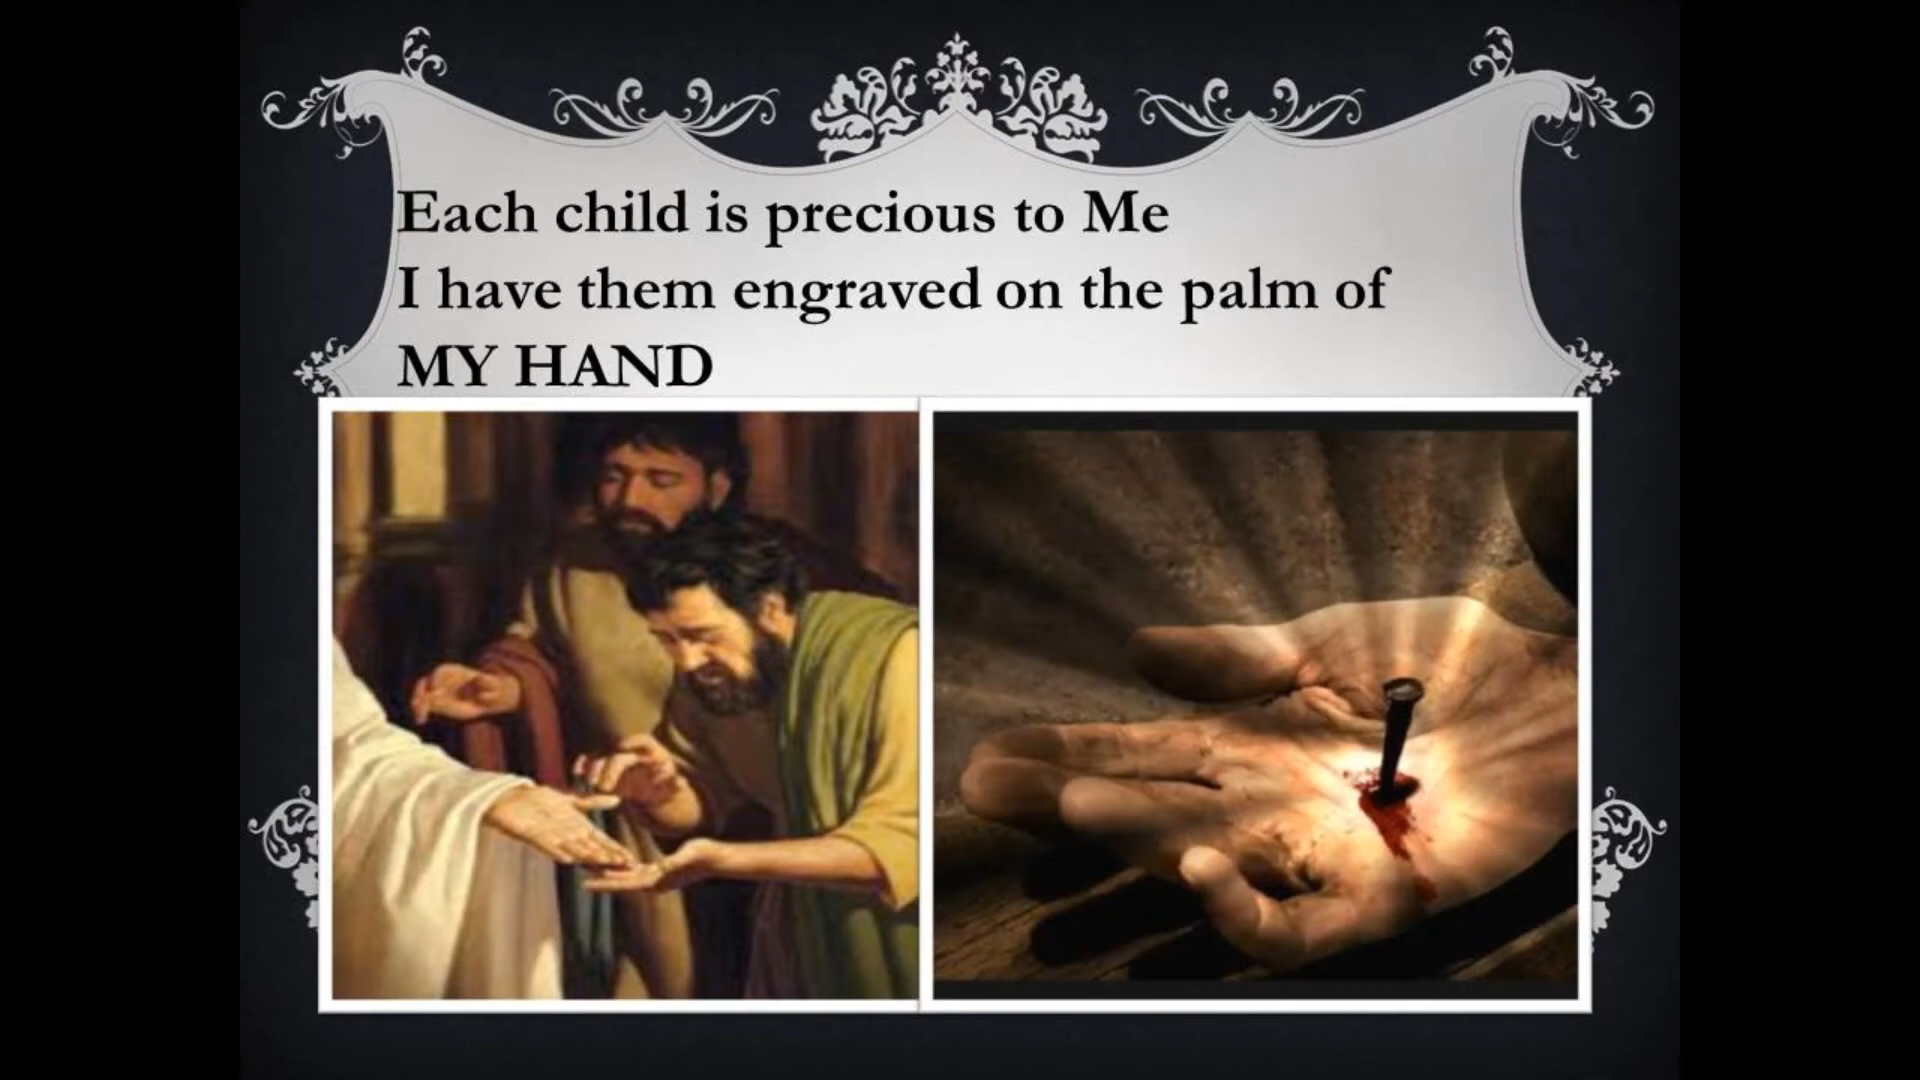 Each child is precious to Me
I have them engraved on the palm of
MY HAND